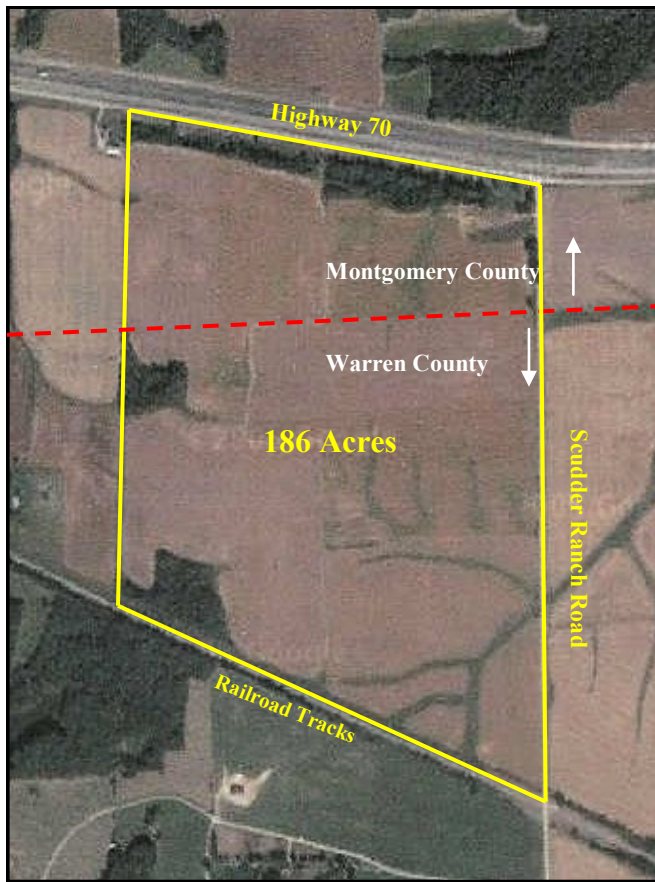 Highway 70
Montgomery County
Warren County
186 Acres
Scudder Ranch Road
Railroad Tracks